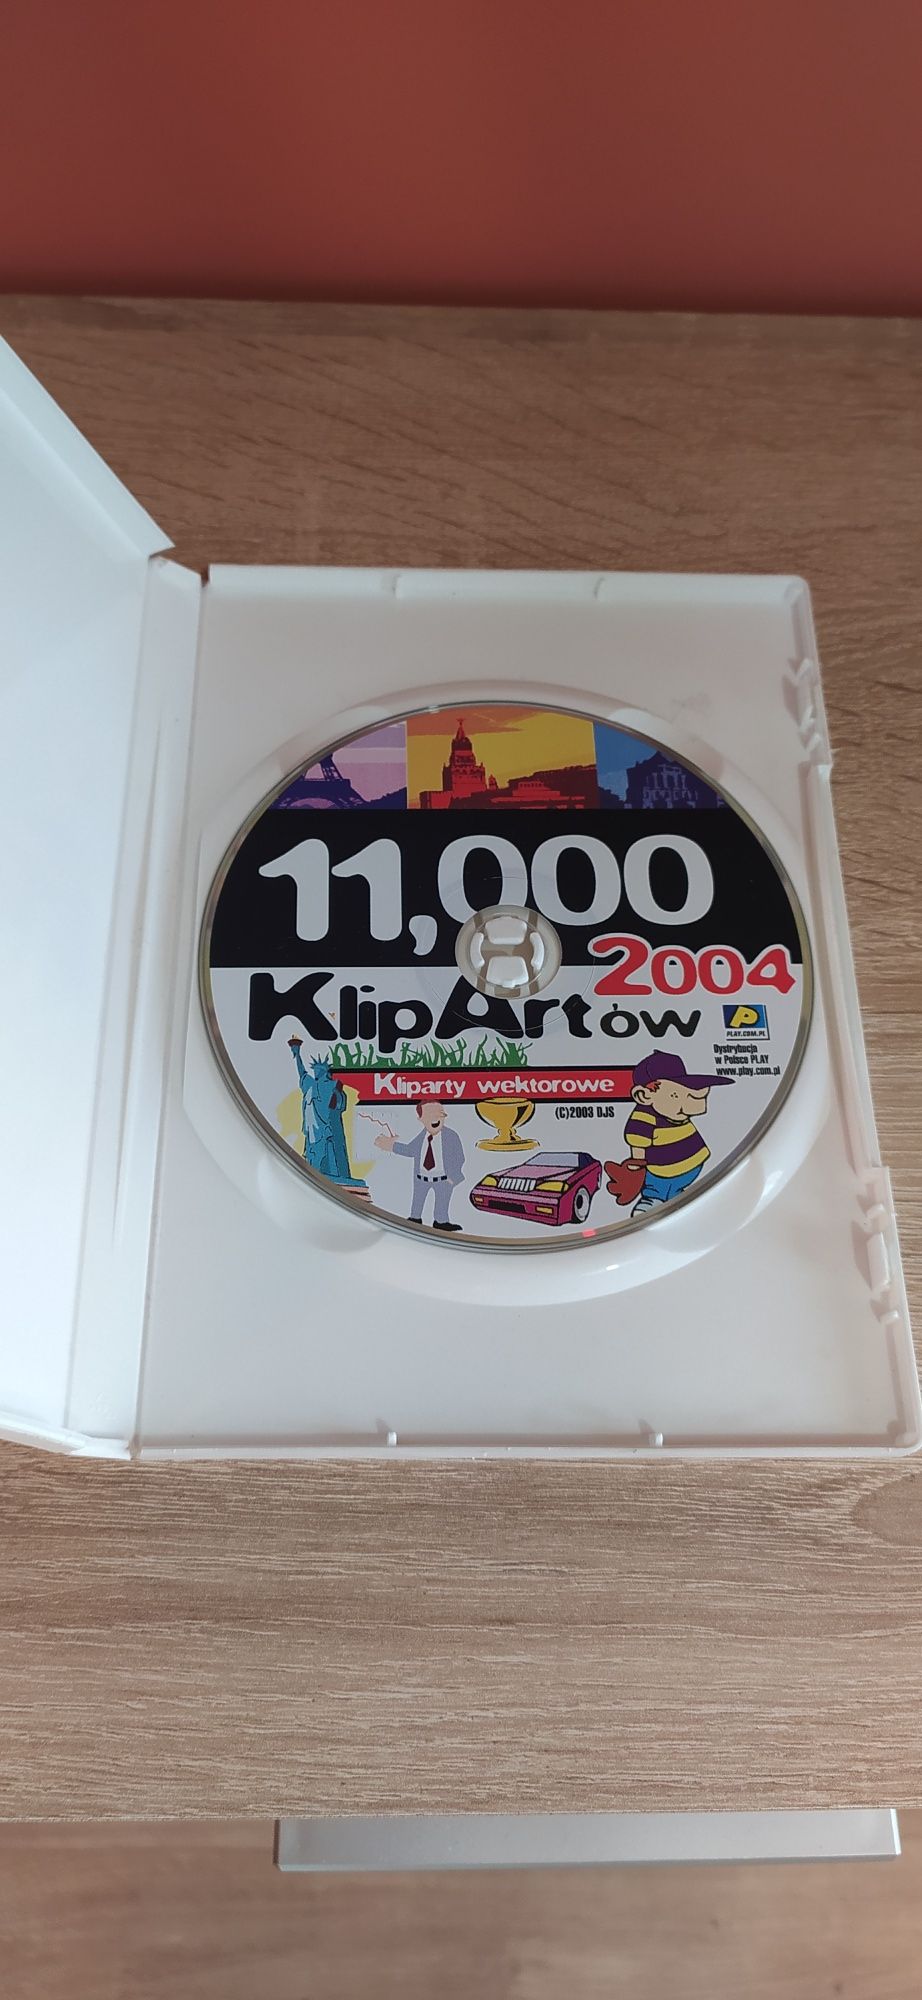 11,000
2004
KlipArtów
PLAY.COM.PL
Dystrybucja
w Polsce PLAY
www.play.com.pl
Kliparty wektorowe
(C)2003 DJS